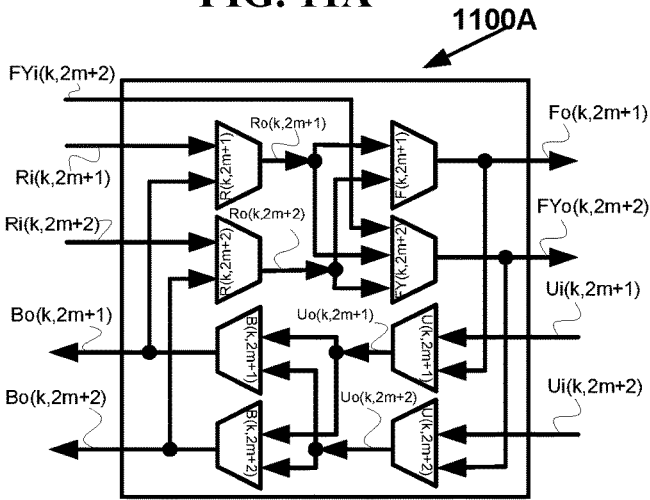 FIG. 11A
1100A
FYi(k,2m+2)
Ri(k,2m+1)
Ri(k,2m+2)
Bo(k,2m+1)
Bo(k,2m+2)
R(k,2m+1)
Ro(k,2m+1)
R(k,2m+2)
Ro(k,2m+2)
F(k,2m+1)
FY(k,2m+2)
B(k,2m+1)
Uo(k,2m+1)
U(k,2m+1)
B(k,2m+2)
Uo(k,2m+2)
U(k,2m+2)
Fo(k,2m+1)
FYo(k,2m+2)
Ui(k,2m+1)
Ui(k,2m+2)